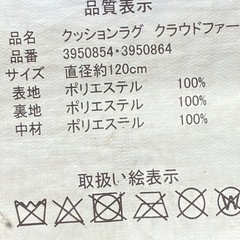 品質表示
品名 クッションラグ クラウドファー
品番 3950854・3950864
サイズ 直径約120cm
表地 ポリエステル 100%
裏地 ポリエステル 100%
中材 ポリエステル 100%
取扱い絵表示